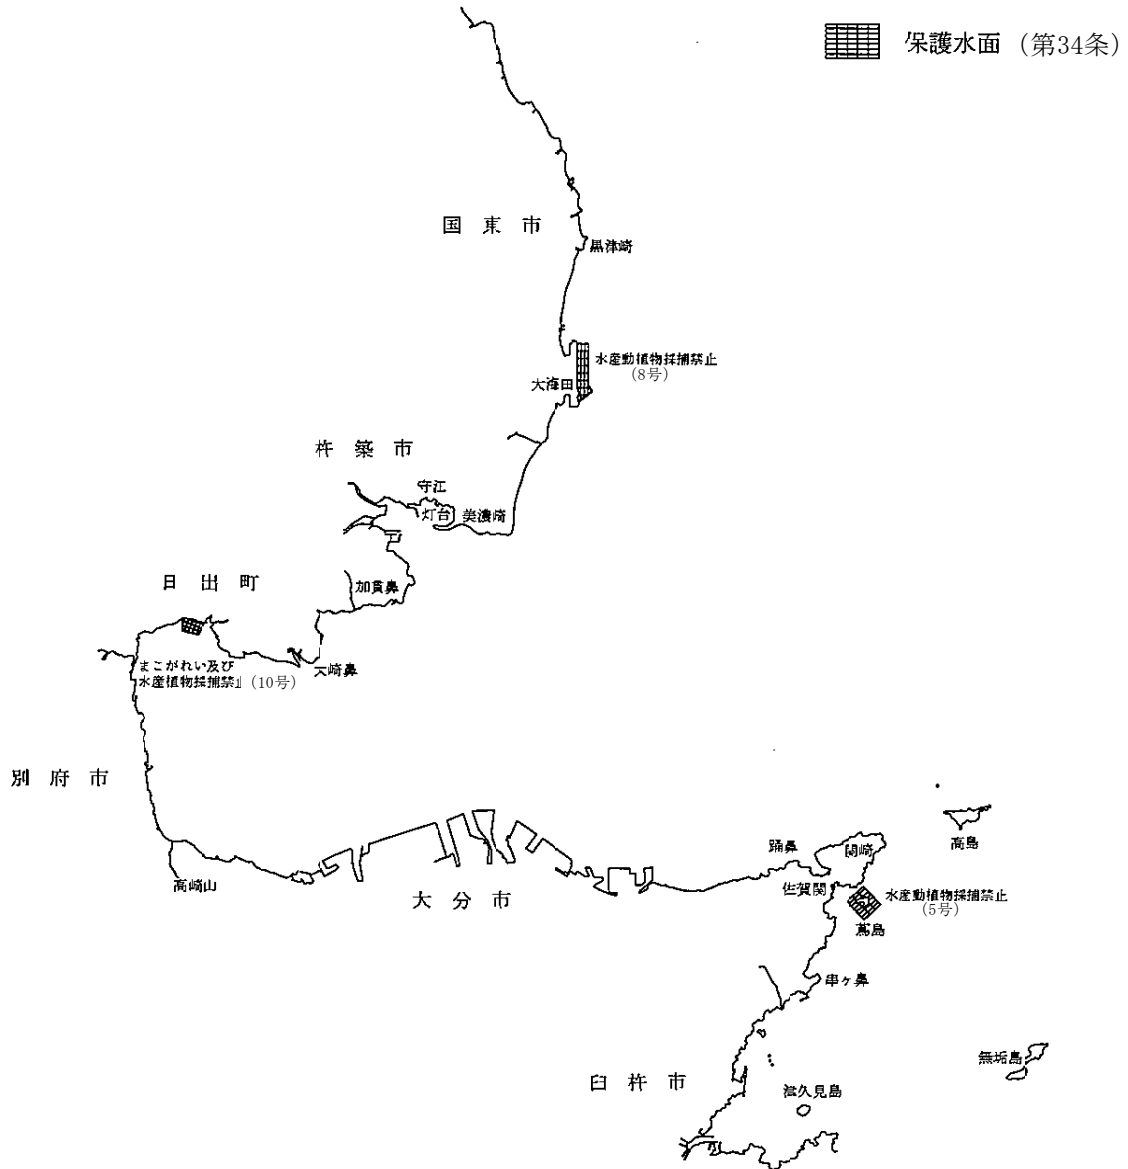 保護水面 (第34条)
国東市
黒津崎
水産動植物採捕禁止
(8号)
大海田
杵築市
守江
灯台
美濃崎
日出町
加貫鼻
まこがれい及び
水産植物採捕禁止 (10号)
大崎鼻
別府市
高島
踊鼻
関崎
高崎山
大分市
佐賀関
水産動植物採捕禁止
(5号)
蔦島
串ヶ鼻
無垢島
臼杵市
津久見島